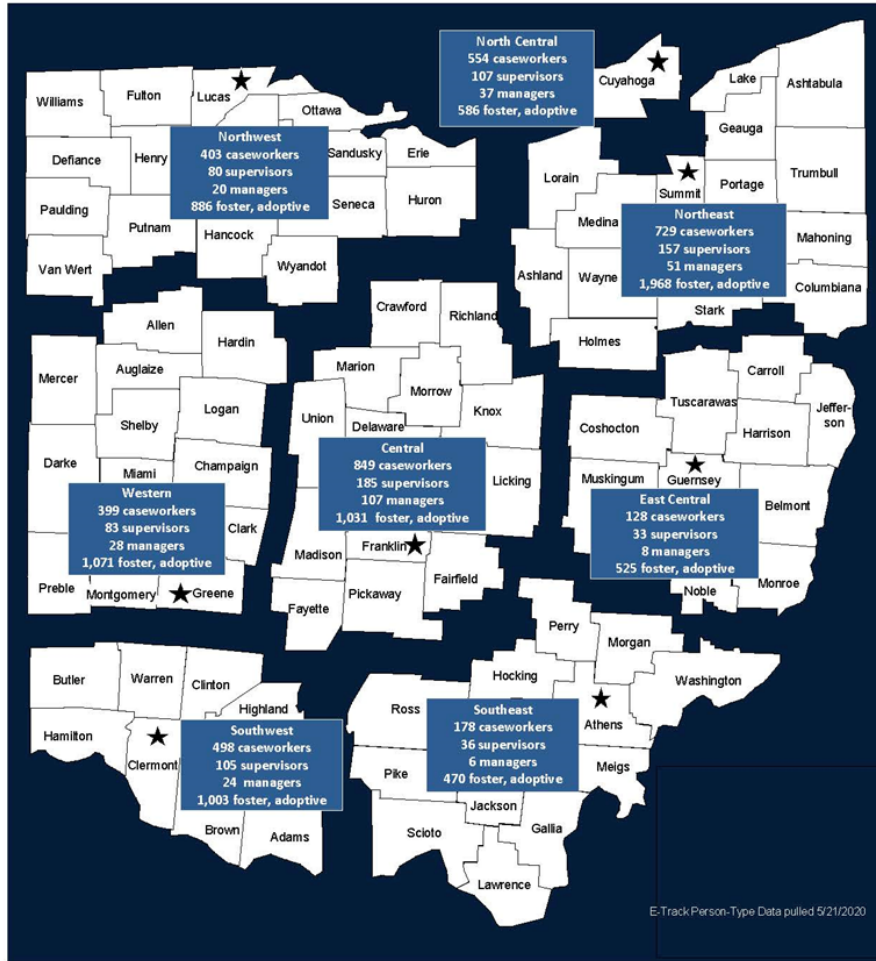 North Central
554 caseworkers
107 supervisors
37 managers
586 foster, adoptive
Cuyahoga
Lake
Ashtabula
Geauga
Williams
Fulton
Lucas
Ottawa
Northwest
403 caseworkers
80 supervisors
20 managers
886 foster, adoptive
Defiance
Henry
Sandusky
Erie
Paulding
Putnam
Hancock
Seneca
Huron
Van Wert
Wyandot
Lorain
Medina
Summit
Portage
Trumbull
Northeast
729 caseworkers
157 supervisors
51 managers
1,968 foster, adoptive
Mahoning
Ashland
Wayne
Columbiana
Stark
Holmes
Crawford
Richland
Allen
Hardin
Marion
Morrow
Mercer
Auglaize
Carroll
Tuscarawas
Jeffer-
son
Shelby
Logan
Union
Delaware
Knox
Coshocton
Harrison
Central
849 caseworkers
185 supervisors
107 managers
1,031 foster, adoptive
Darke
Miami
Champaign
Licking
Muskingum
Guernsey
Belmont
Western
399 caseworkers
83 supervisors
28 managers
1,071 foster, adoptive
Clark
East Central
128 caseworkers
33 supervisors
8 managers
525 foster, adoptive
Madison
Franklin
Fairfield
Preble
Montgomery
Greene
Fayette
Pickaway
Noble
Monroe
Perry
Morgan
Butler
Warren
Clinton
Hocking
Washington
Highland
Ross
Athens
Southwest
498 caseworkers
105 supervisors
24 managers
1,003 foster, adoptive
Southeast
178 caseworkers
36 supervisors
6 managers
470 foster, adoptive
Hamilton
Clermont
Pike
Meigs
Jackson
Brown
Adams
Scioto
Gallia
Lawrence
E-Track Person-Type Data pulled 5/21/2020